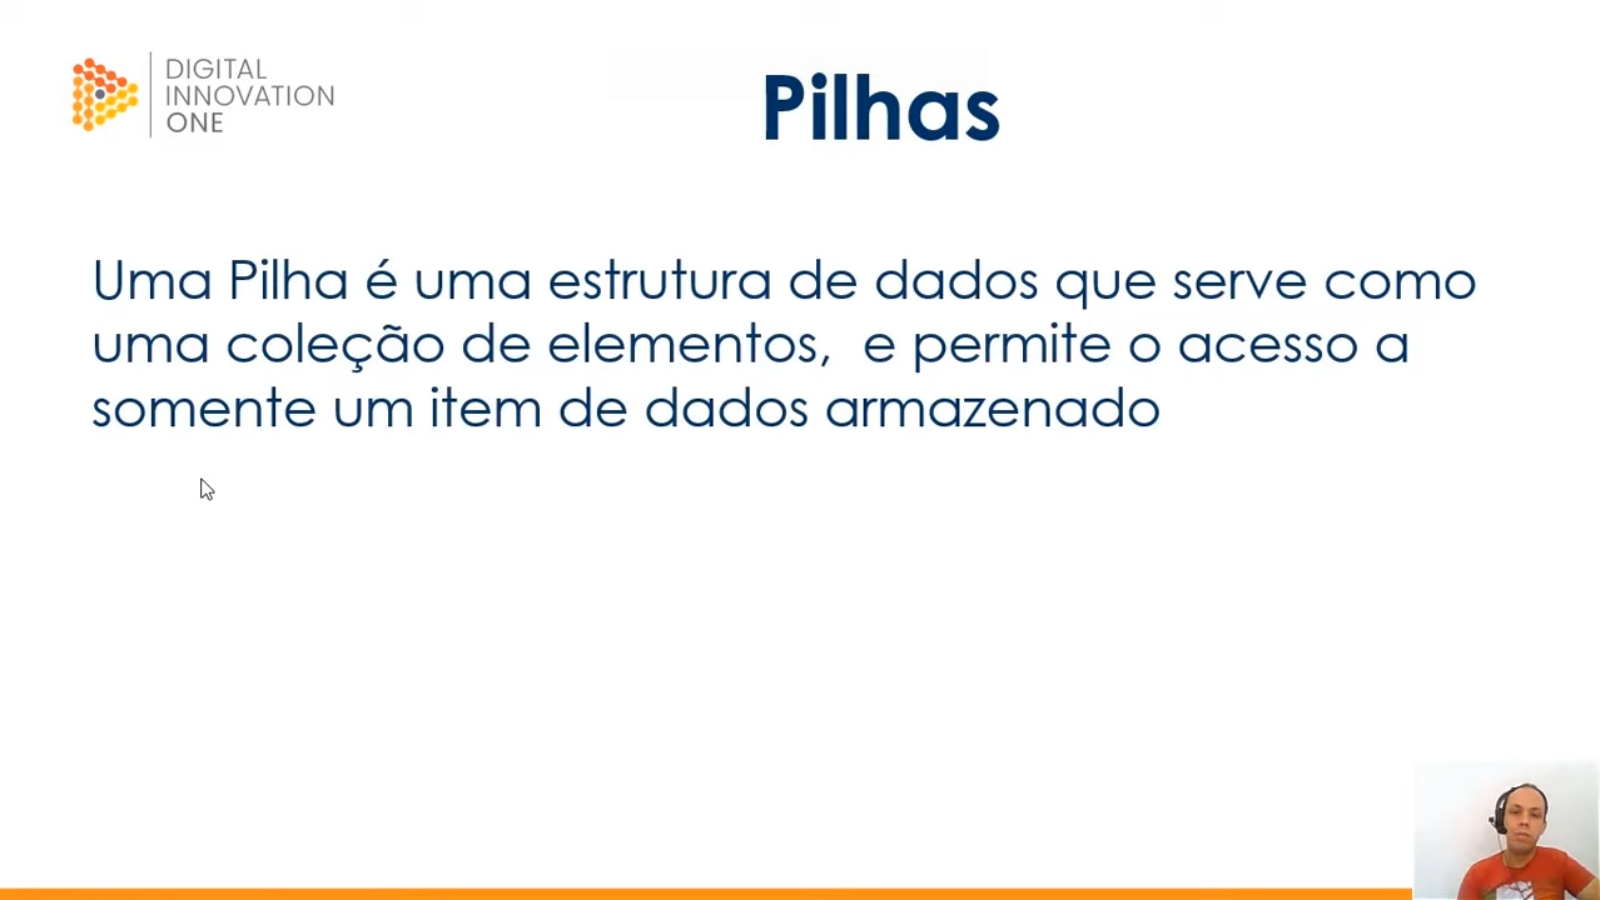 DIGITAL
INNOVATION
ONE
Pilhas
Uma Pilha é uma estrutura de dados que serve como
uma coleção de elementos,  e permite o acesso a
somente um item de dados armazenado